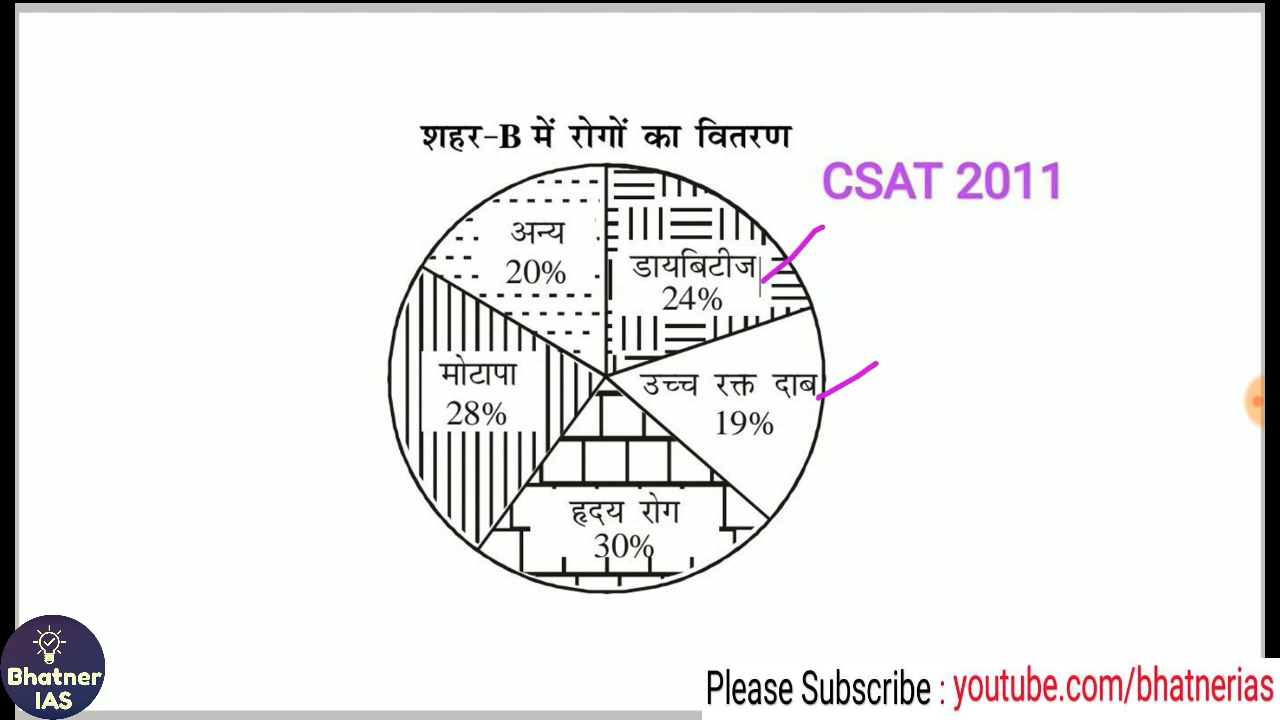 शहर-B में रोगों का वितरण
CSAT 2011
अन्य
20%
डायबिटीज
24%
मोटापा
28%
उच्च रक्त दाब
19%
हृदय रोग
30%
Bhatner
IAS
Please Subscribe : youtube.com/bhatnerias